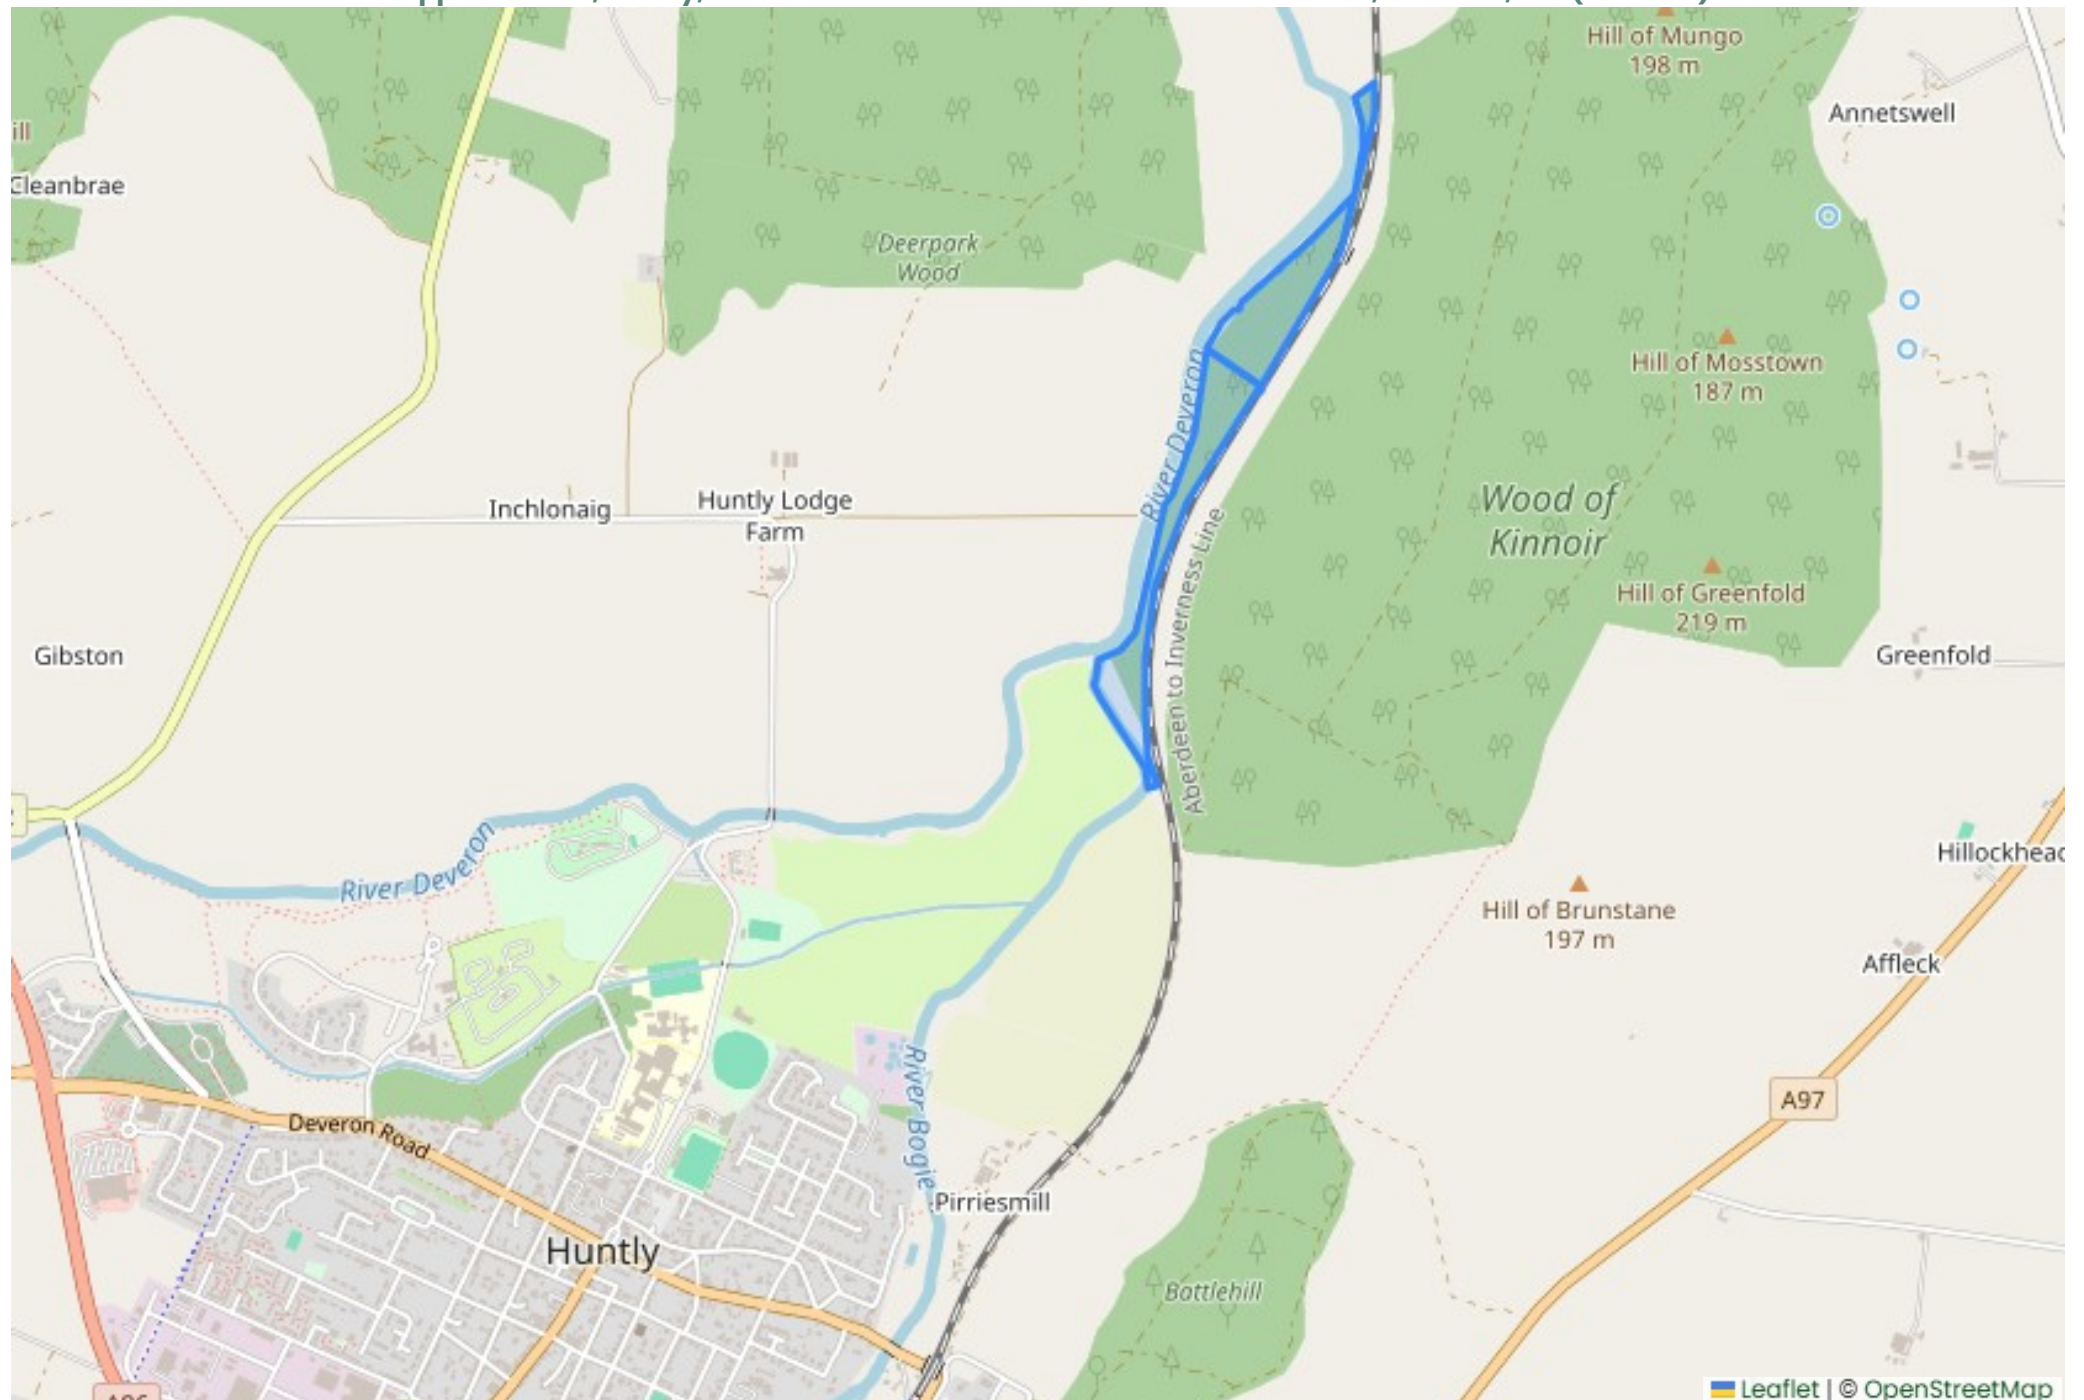 Hill of Mungo
198 m
Annetswell
ill
Cleanbrae
Deerpark
Wood
Hill of Mosstown
187 m
River Deveron
Inchlonaig
Huntly Lodge
Farm
Wood of
Kinnoir
Aberdeen to Inverness Line
Hill of Greenfold
219 m
Gibston
Greenfold
River Deveron
Hillockhead
Hill of Brunstane
197 m
Affleck
River Bogie
A97
Deveron Road
Pirriesmill
Huntly
Battlehill
Leaflet | © OpenStreetMap